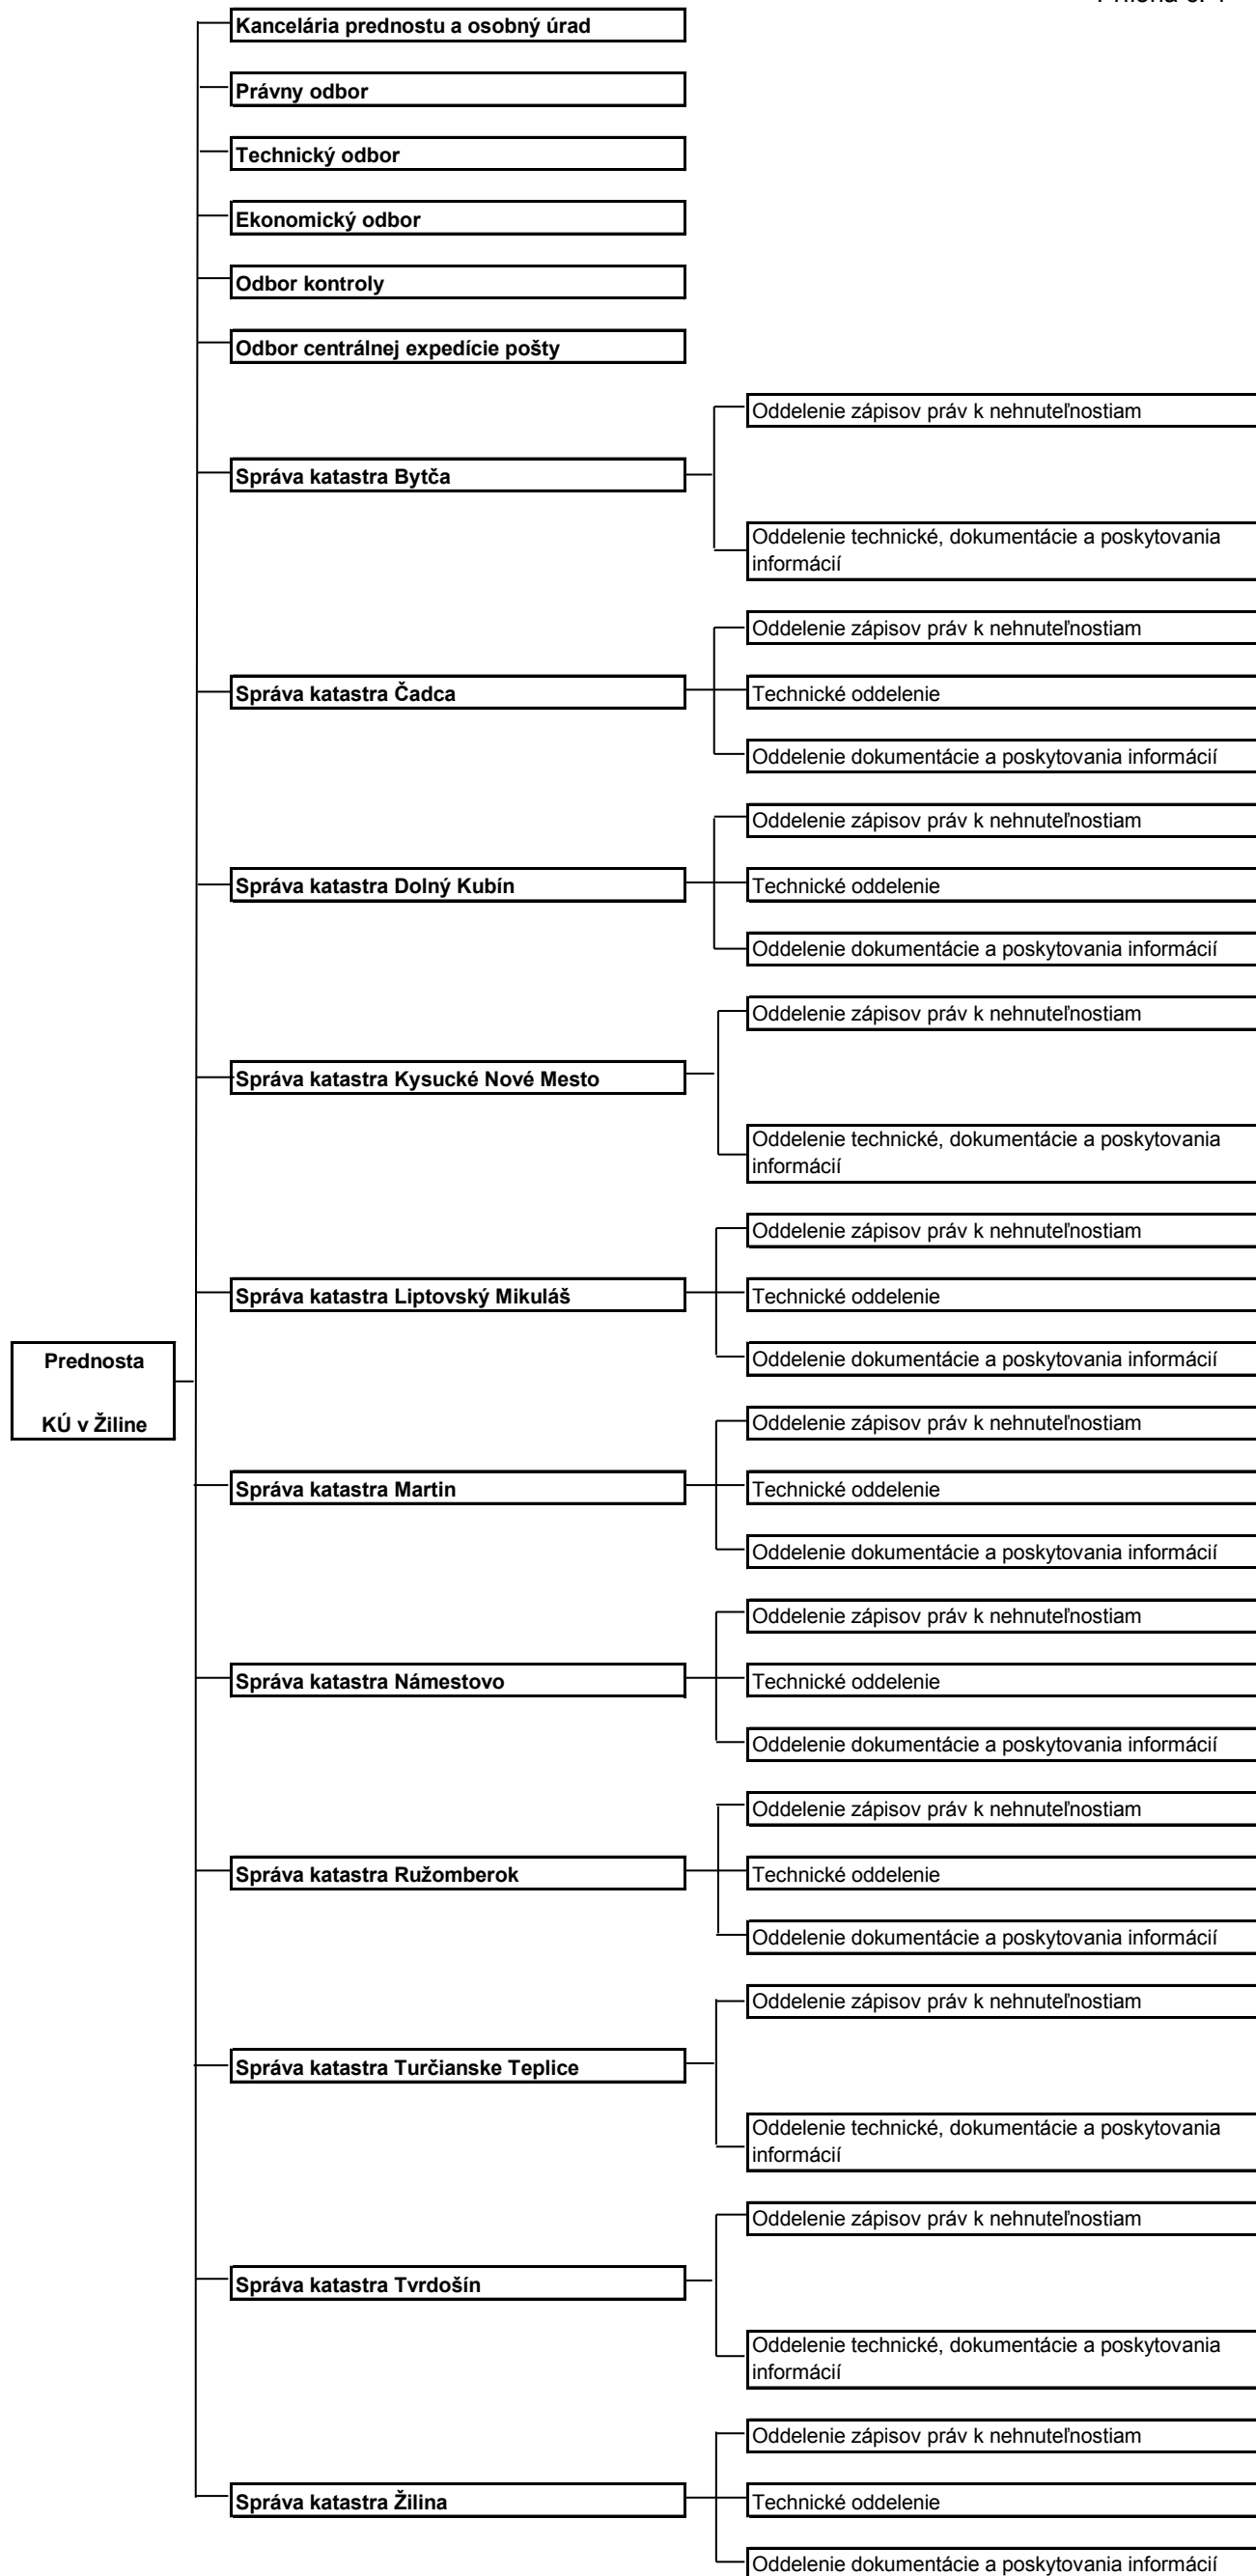 Kancelária prednostu a osobný úrad
Právny odbor
Technický odbor
Ekonomický odbor
Odbor kontroly
Odbor centrálnej expedície pošty
Oddelenie zápisov práv k nehnuteľnostiam
Správa katastra Bytča
Oddelenie technické, dokumentácie a poskytovania
informácií
Oddelenie zápisov práv k nehnuteľnostiam
Správa katastra Čadca
Technické oddelenie
Oddelenie dokumentácie a poskytovania informácií
Oddelenie zápisov práv k nehnuteľnostiam
Správa katastra Dolný Kubín
Technické oddelenie
Oddelenie dokumentácie a poskytovania informácií
Oddelenie zápisov práv k nehnuteľnostiam
Správa katastra Kysucké Nové Mesto
Oddelenie technické, dokumentácie a poskytovania
informácií
Oddelenie zápisov práv k nehnuteľnostiam
Správa katastra Liptovský Mikuláš
Technické oddelenie
Oddelenie dokumentácie a poskytovania informácií
Prednosta
KÚ v Žiline
Oddelenie zápisov práv k nehnuteľnostiam
Správa katastra Martin
Technické oddelenie
Oddelenie dokumentácie a poskytovania informácií
Oddelenie zápisov práv k nehnuteľnostiam
Správa katastra Námestovo
Technické oddelenie
Oddelenie dokumentácie a poskytovania informácií
Oddelenie zápisov práv k nehnuteľnostiam
Správa katastra Ružomberok
Technické oddelenie
Oddelenie dokumentácie a poskytovania informácií
Oddelenie zápisov práv k nehnuteľnostiam
Správa katastra Turčianske Teplice
Oddelenie technické, dokumentácie a poskytovania
informácií
Oddelenie zápisov práv k nehnuteľnostiam
Správa katastra Tvrdošín
Oddelenie technické, dokumentácie a poskytovania
informácií
Oddelenie zápisov práv k nehnuteľnostiam
Správa katastra Žilina
Technické oddelenie
Oddelenie dokumentácie a poskytovania informácií